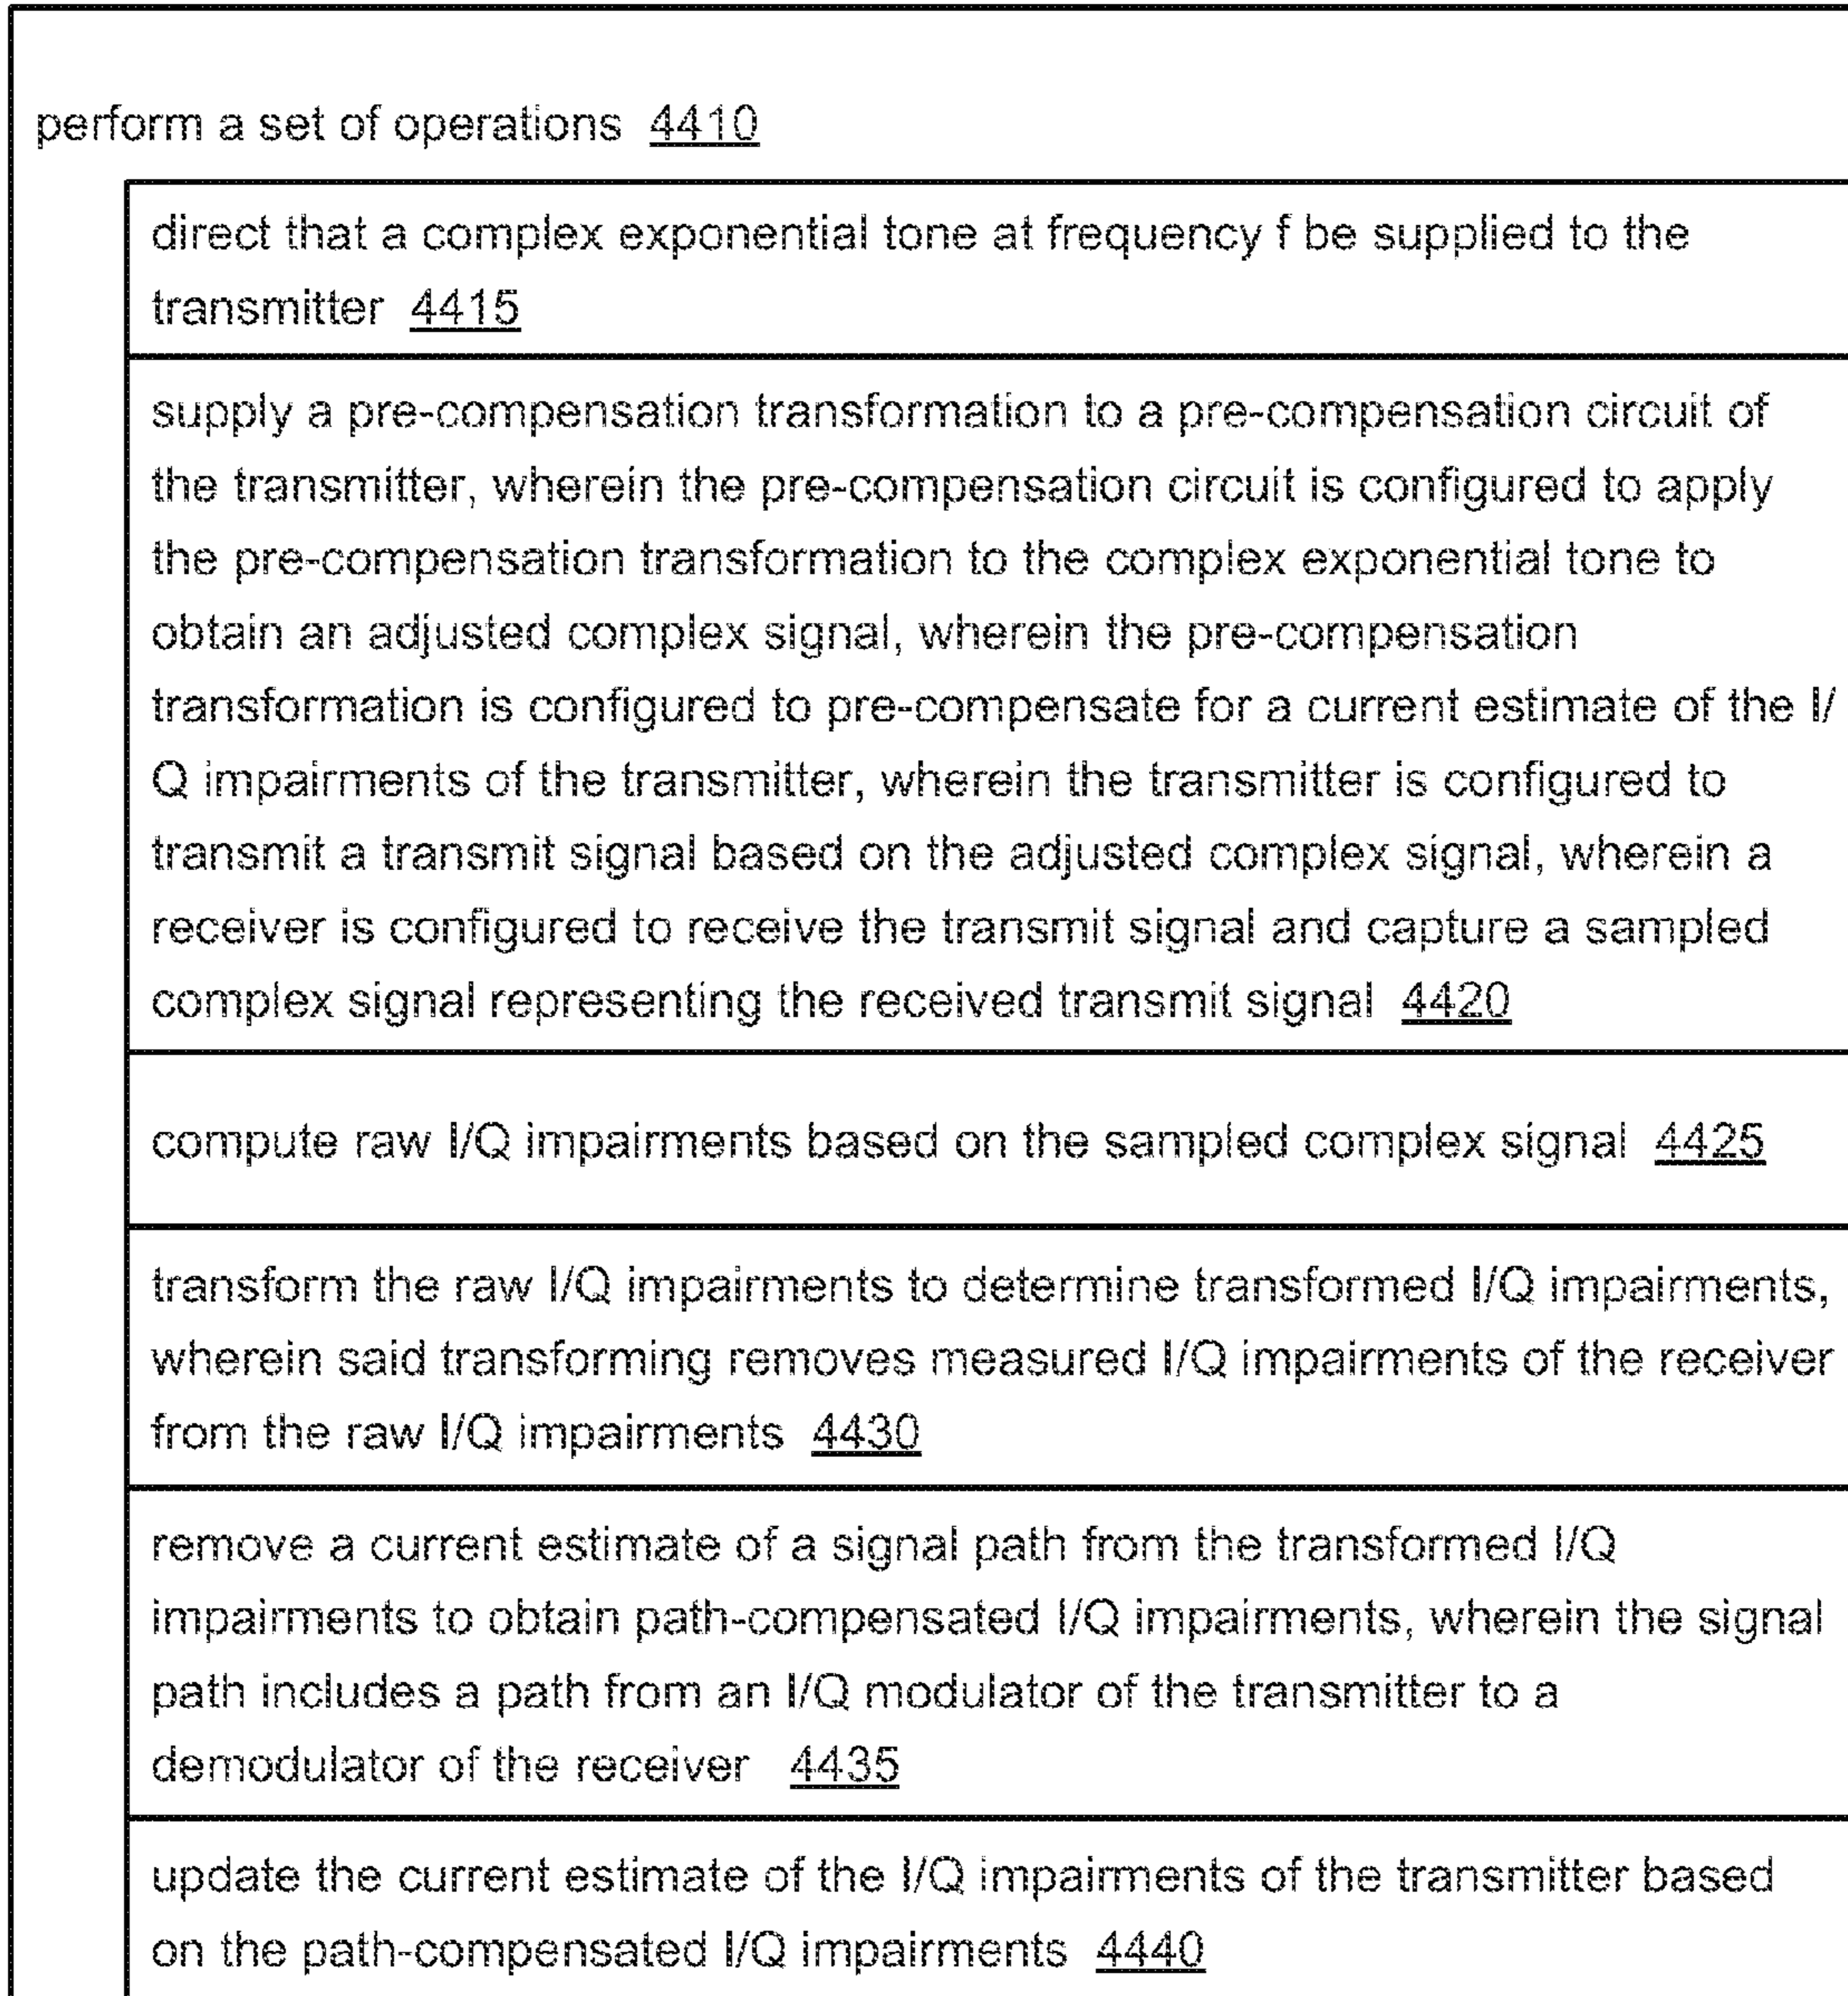 perform a set of operations 4410
direct that a complex exponential tone at frequency f be supplied to the
transmitter 4415
supply a pre-compensation transformation to a pre-compensation circuit of
the transmitter, wherein the pre-compensation circuit is configured to apply
the pre-compensation transformation to the complex exponential tone to
obtain an adjusted complex signal, wherein the pre-compensation
transformation is configured to pre-compensate for a current estimate of the I/
Q impairments of the transmitter, wherein the transmitter is configured to
transmit a transmit signal based on the adjusted complex signal, wherein a
receiver is configured to receive the transmit signal and capture a sampled
complex signal representing the received transmit signal 4420
compute raw I/Q impairments based on the sampled complex signal 4425
transform the raw I/Q impairments to determine transformed I/Q impairments,
wherein said transforming removes measured I/Q impairments of the receiver
from the raw I/Q impairments 4430
remove a current estimate of a signal path from the transformed I/Q
impairments to obtain path-compensated I/Q impairments, wherein the signal
path includes a path from an I/Q modulator of the transmitter to a
demodulator of the receiver 4435
update the current estimate of the I/Q impairments of the transmitter based
on the path-compensated I/Q impairments 4440